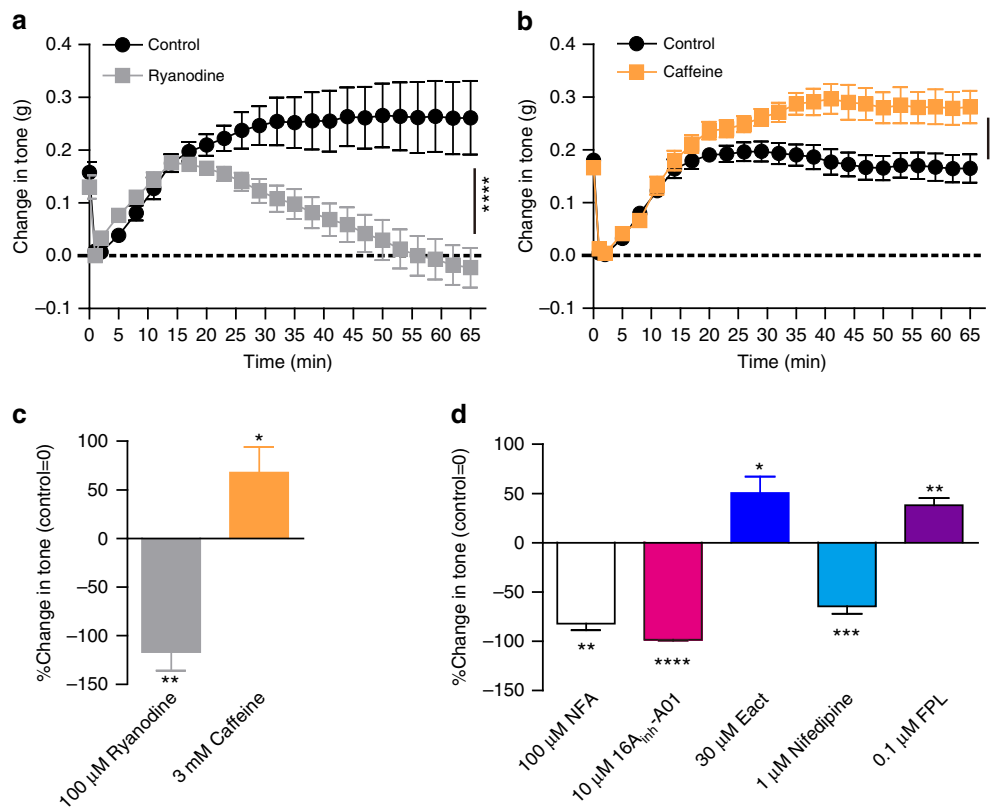 a
Control
Ryanodine
Change in tone (g)
0.4
0.3
0.2
0.1
0.0
–0.1
****
0 5 10 15 20 25 30 35 40 45 50 55 60 65
Time (min)
b
Control
Caffeine
Change in tone (g)
0.4
0.3
0.2
0.1
0.0
–0.1
0 5 10 15 20 25 30 35 40 45 50 55 60 65
Time (min)
c
%Change in tone (control=0)
100
50
0
–50
–100
–150
**
*
100 μM Ryanodine
3 mM Caffeine
d
%Change in tone (control=0)
100
50
0
–50
–100
–150
**
****
*
***
**
100 μM NFA
10 μM 16Ainh-A01
30 μM Eact
1 μM Nifedipine
0.1 μM FPL